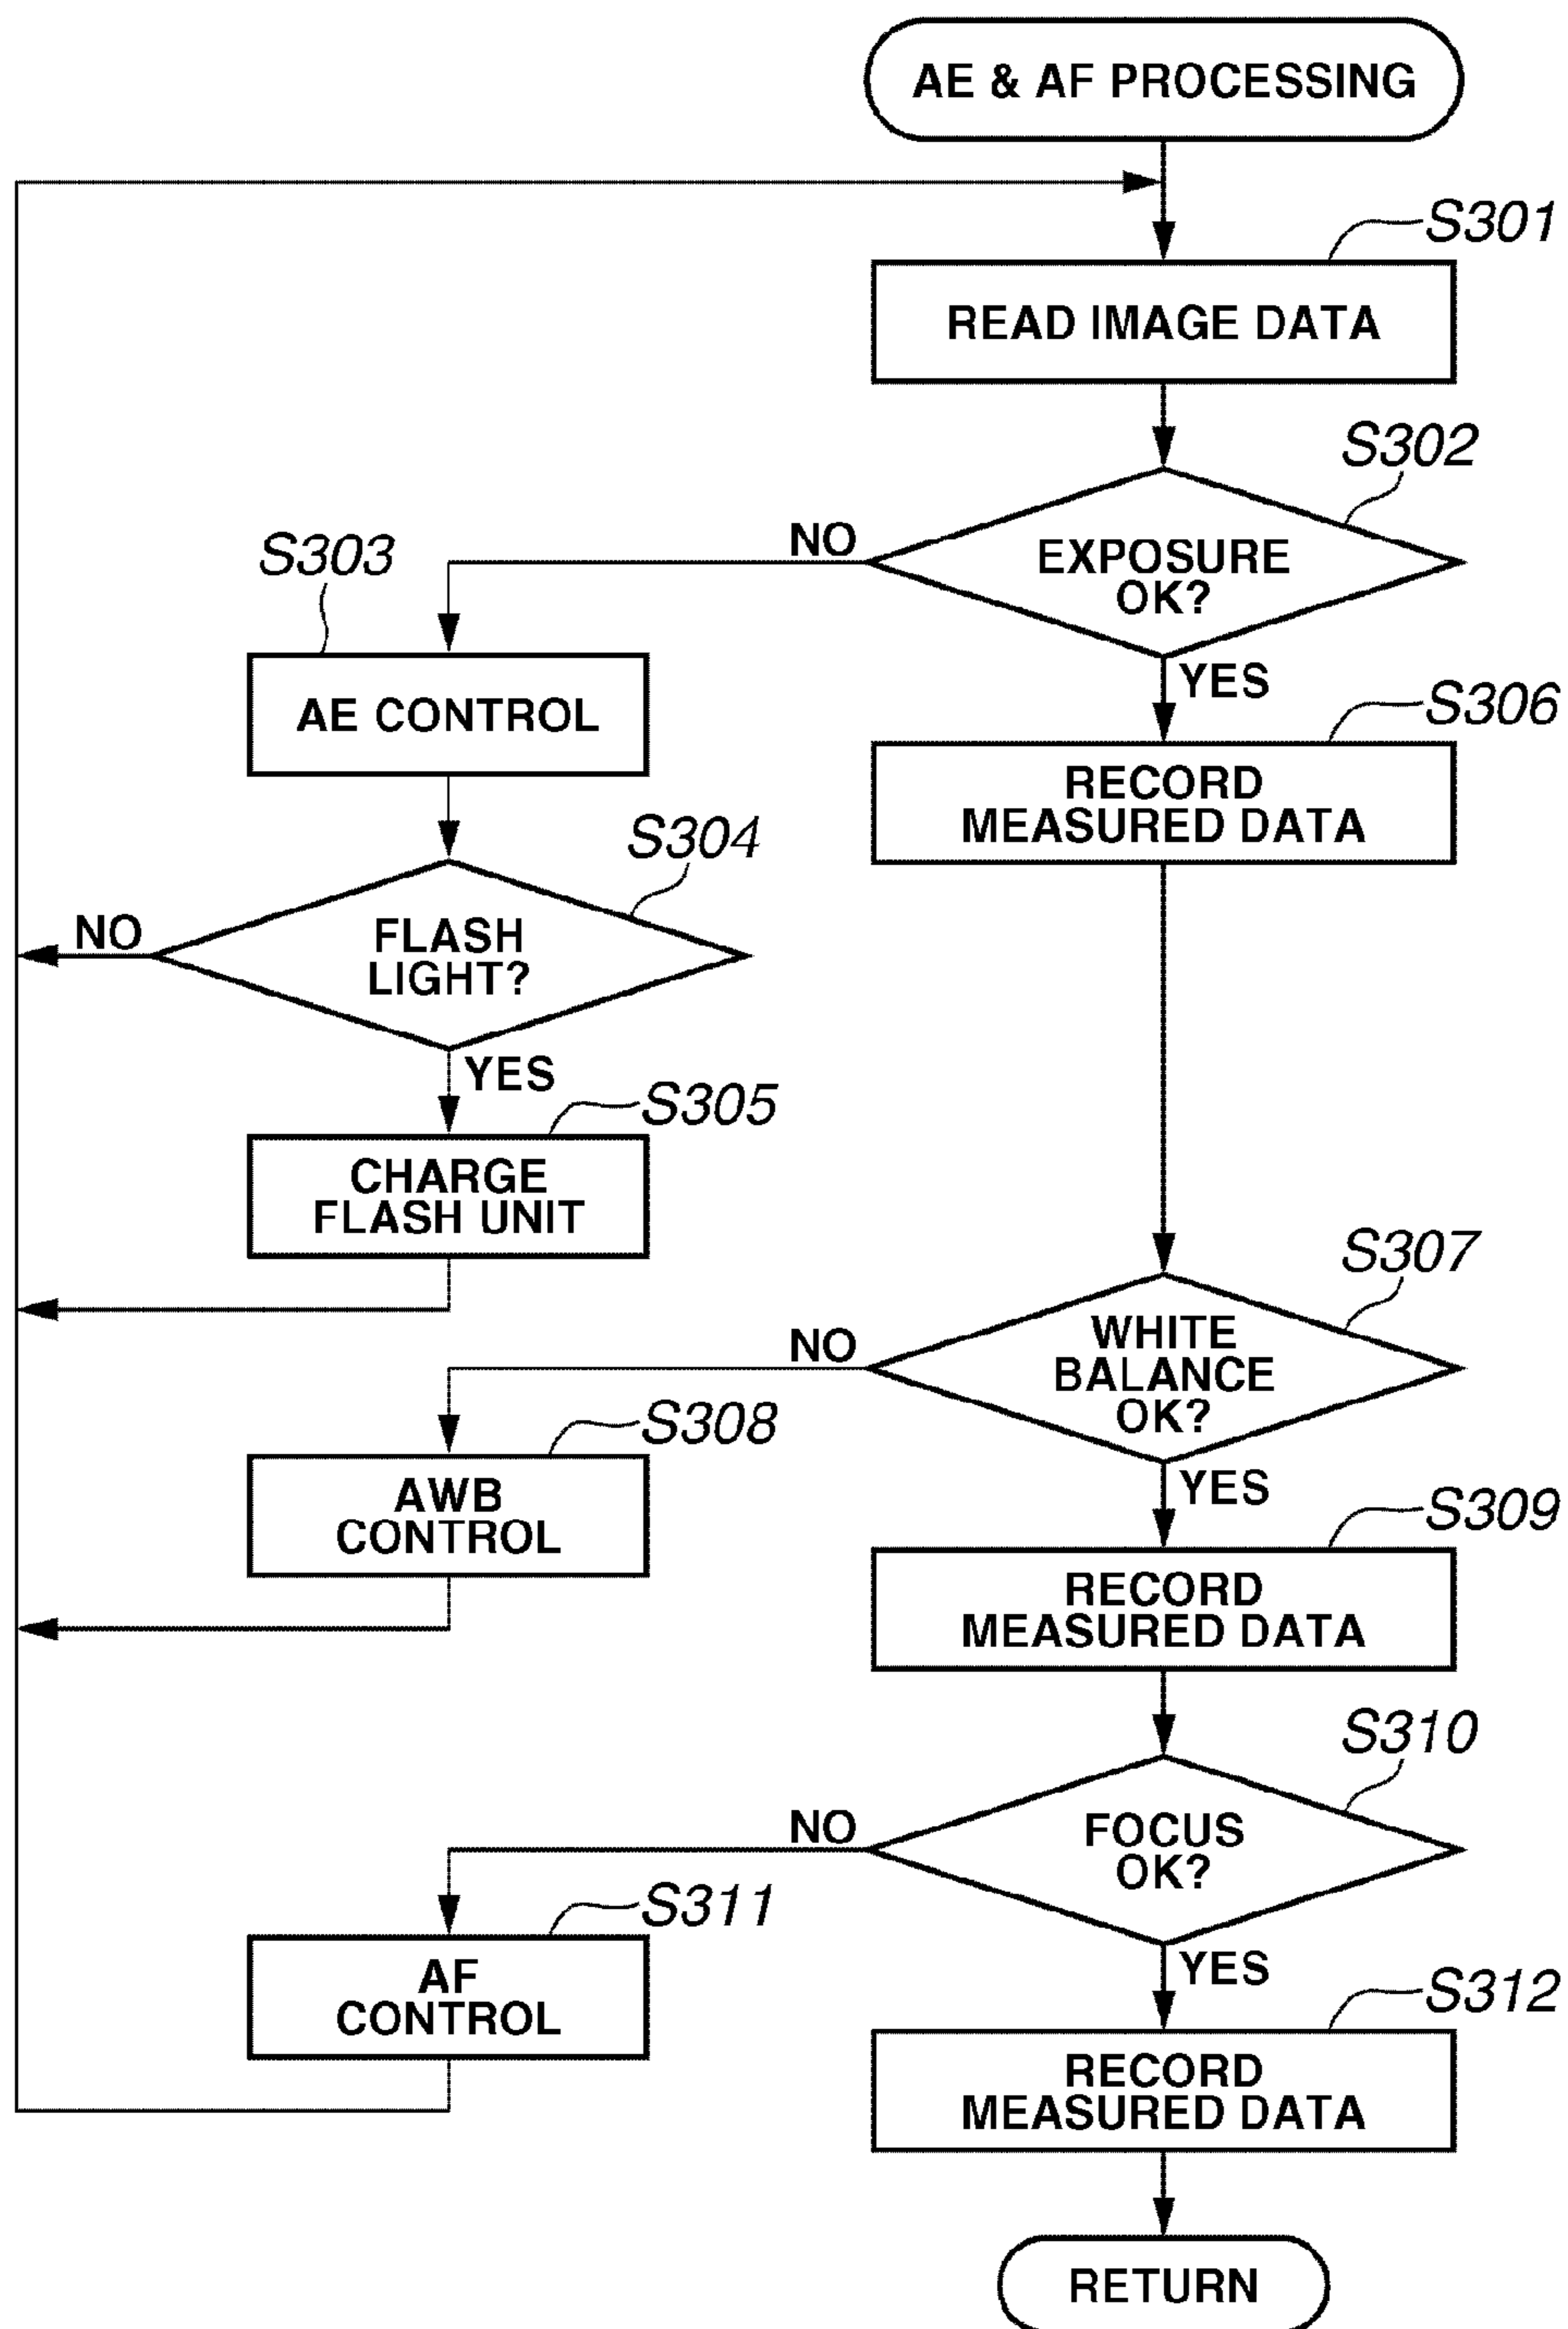 AE & AF PROCESSING
S301
READ IMAGE DATA
S302
EXPOSURE
OK?
NO
YES
S303
AE CONTROL
S304
FLASH
LIGHT?
NO
YES
S305
CHARGE
FLASH UNIT
S306
RECORD
MEASURED DATA
S307
WHITE
BALANCE
OK?
NO
YES
S308
AWB
CONTROL
S309
RECORD
MEASURED DATA
S310
FOCUS
OK?
NO
YES
S311
AF
CONTROL
S312
RECORD
MEASURED DATA
RETURN